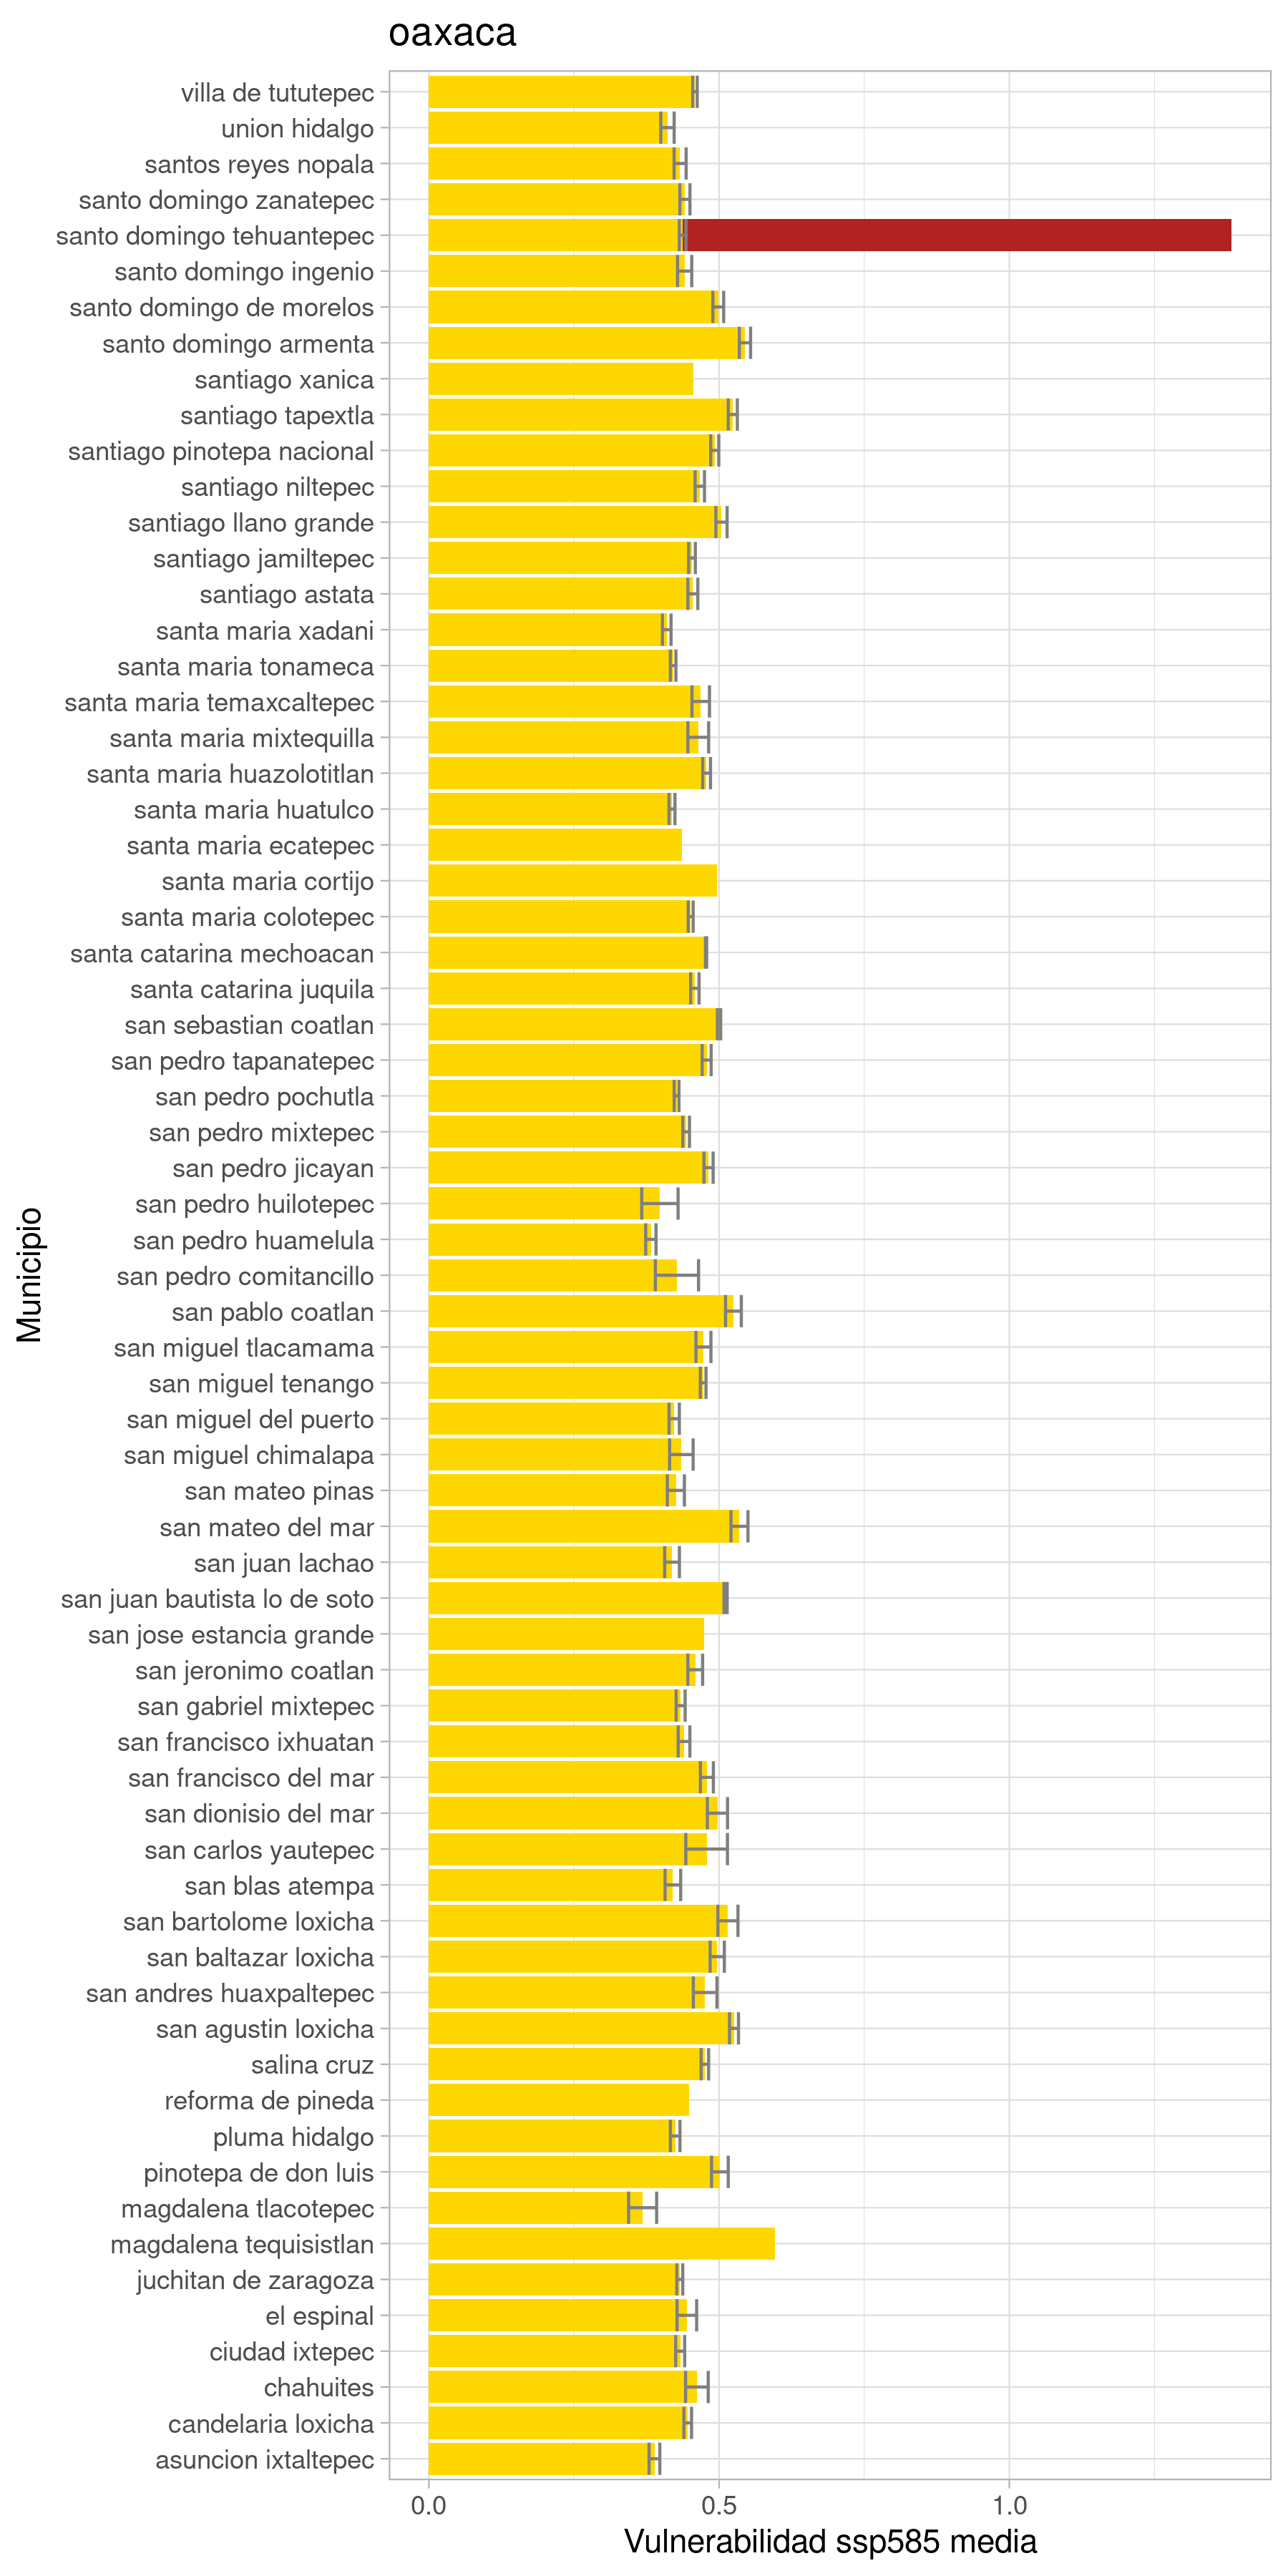 oaxaca
villa de tututepec
union hidalgo
santos reyes nopala
santo domingo zanatepec
santo domingo tehuantepec
santo domingo ingenio
santo domingo de morelos
santo domingo armenta
santiago xanica
santiago tapextla
santiago pinotepa nacional
santiago niltepec
santiago llano grande
santiago jamiltepec
santiago astata
santa maria xadani
santa maria tonameca
santa maria temaxcaltepec
santa maria mixtequilla
santa maria huazolotitlan
santa maria huatulco
santa maria ecatepec
santa maria cortijo
santa maria colotepec
santa catarina mechoacan
santa catarina juquila
san sebastian coatlan
san pedro tapanatepec
san pedro pochutla
san pedro mixtepec
san pedro jicayan
san pedro huilotepec
san pedro huamelula
san pedro comitancillo
san pablo coatlan
san miguel tlacamama
san miguel tenango
san miguel del puerto
san miguel chimalapa
san mateo pinas
san mateo del mar
san juan lachao
san juan bautista lo de soto
san jose estancia grande
san jeronimo coatlan
san gabriel mixtepec
san francisco ixhuatan
san francisco del mar
san dionisio del mar
san carlos yautepec
san blas atempa
san bartolome loxicha
san baltazar loxicha
san andres huaxpaltepec
san agustin loxicha
salina cruz
reforma de pineda
pluma hidalgo
pinotepa de don luis
magdalena tlacotepec
magdalena tequisistlan
juchitan de zaragoza
el espinal
ciudad ixtepec
chahuites
candelaria loxicha
asuncion ixtaltepec
Municipio
0.0 0.5 1.0
Vulnerabilidad ssp585 media